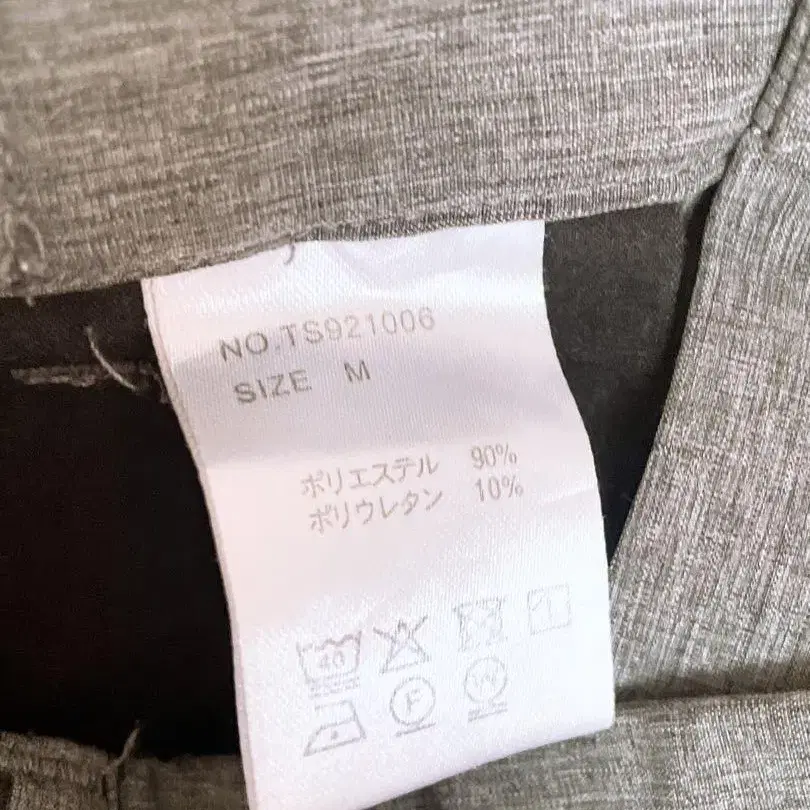 NO.TS921006
SIZE M
ポリエステル 90%
ポリウレタン 10%
40
F
W